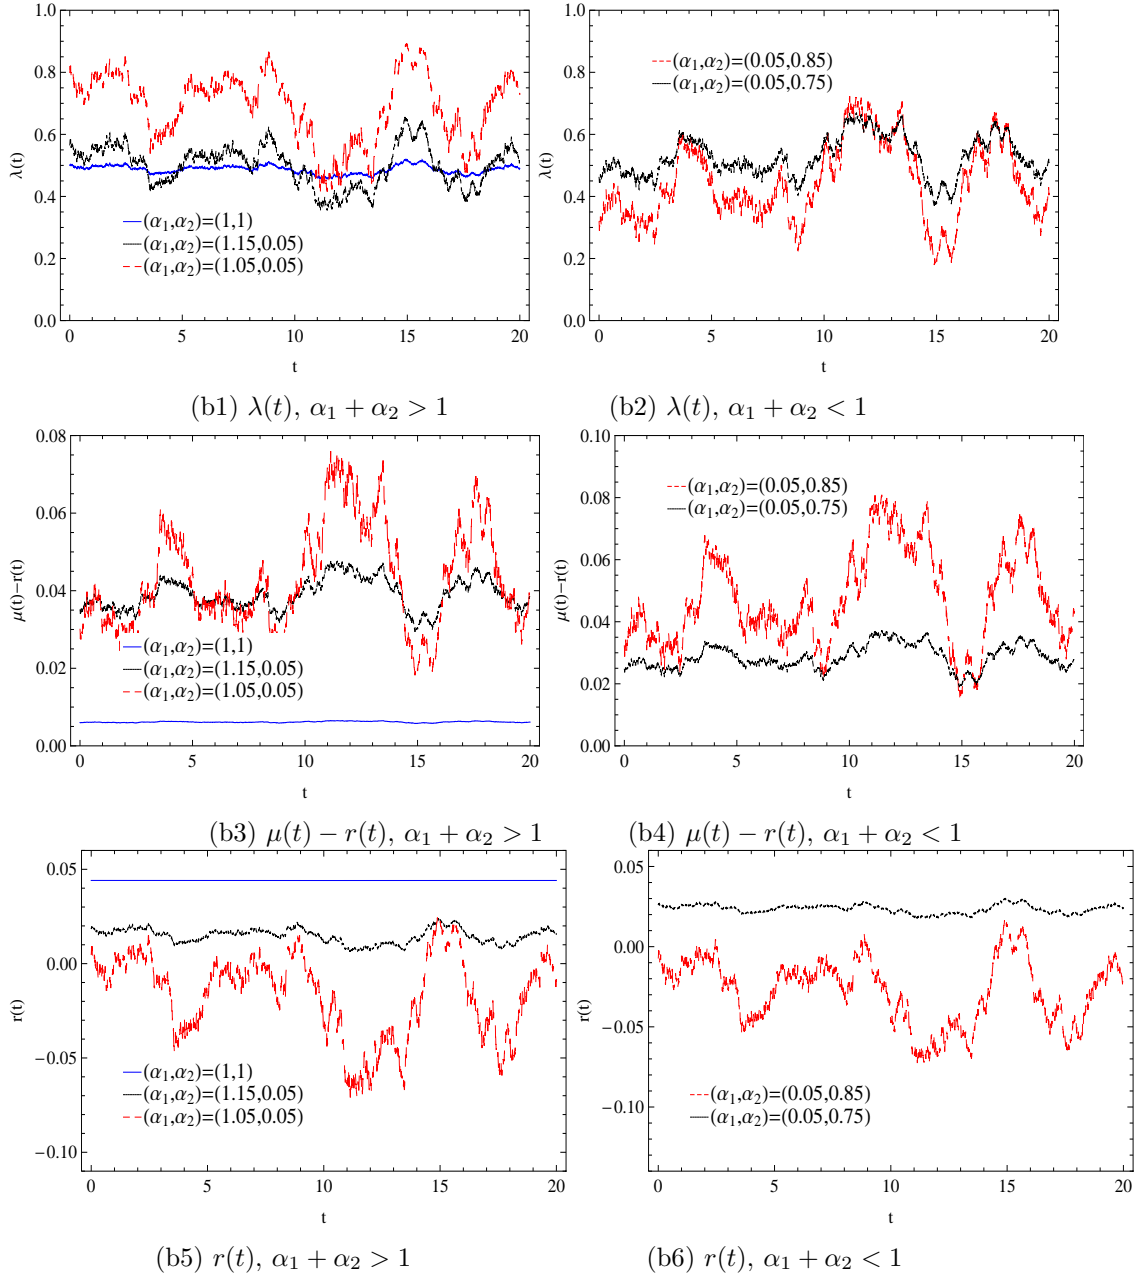 1.0
0.8
0.6
0.4
0.2
0.0
λ(t)
(α₁,α₂)=(1,1)
(α₁,α₂)=(1.15,0.05)
(α₁,α₂)=(1.05,0.05)
0 5 10 15 20
t
(b1) λ(t), α₁ + α₂ > 1
1.0
0.8
0.6
0.4
0.2
0.0
λ(t)
(α₁,α₂)=(0.05,0.85)
(α₁,α₂)=(0.05,0.75)
0 5 10 15 20
t
(b2) λ(t), α₁ + α₂ < 1
0.08
0.06
0.04
0.02
0.00
μ(t)−r(t)
(α₁,α₂)=(1,1)
(α₁,α₂)=(1.15,0.05)
(α₁,α₂)=(1.05,0.05)
0 5 10 15 20
t
(b3) μ(t) − r(t), α₁ + α₂ > 1
0.10
0.08
0.06
0.04
0.02
0.00
μ(t)−r(t)
(α₁,α₂)=(0.05,0.85)
(α₁,α₂)=(0.05,0.75)
0 5 10 15 20
t
(b4) μ(t) − r(t), α₁ + α₂ < 1
0.05
0.00
−0.05
−0.10
r(t)
(α₁,α₂)=(1,1)
(α₁,α₂)=(1.15,0.05)
(α₁,α₂)=(1.05,0.05)
0 5 10 15 20
t
(b5) r(t), α₁ + α₂ > 1
0.05
0.00
−0.05
−0.10
r(t)
(α₁,α₂)=(0.05,0.85)
(α₁,α₂)=(0.05,0.75)
0 5 10 15 20
t
(b6) r(t), α₁ + α₂ < 1